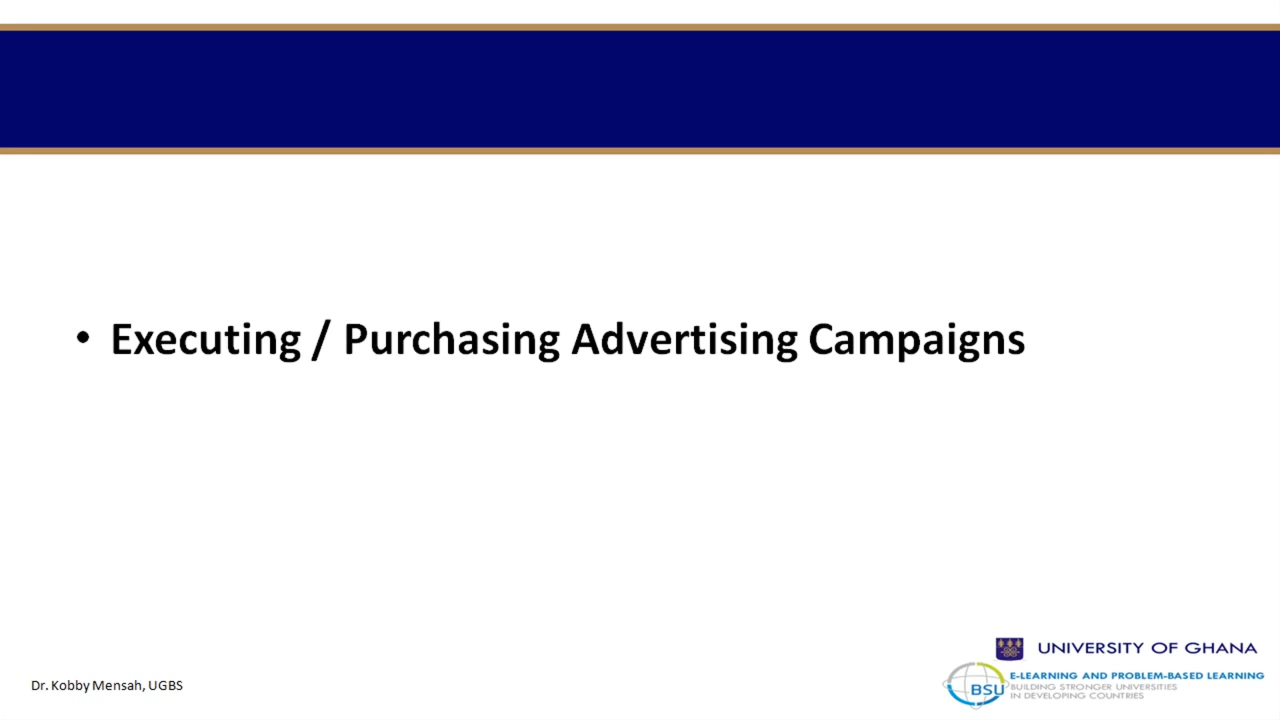 • Executing / Purchasing Advertising Campaigns
UNIVERSITY OF GHANA
Dr. Kobby Mensah, UGBS
BSU
E-LEARNING AND PROBLEM-BASED LEARNING
BUILDING STRONGER UNIVERSITIES
IN DEVELOPING COUNTRIES